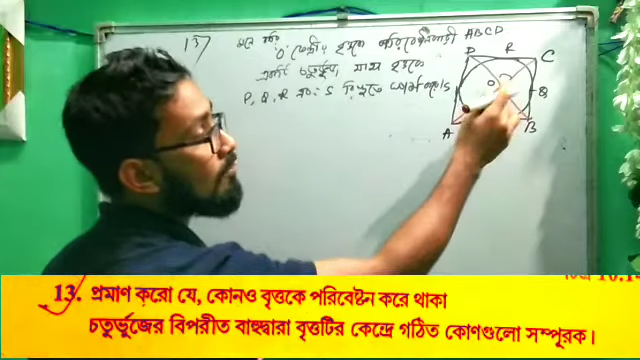 13) মনে করি O কেন্দ্রীয় বৃত্তকে পরিবেষ্টনকারী ABCD
একটি চতুর্ভুজ, যাহা বৃত্তকে
P, Q, R এবং S বিন্দুতে স্পর্শ করে।
D R C
O
S Q
A B
13. প্রমাণ করো যে, কোনও বৃত্তকে পরিবেষ্টন করে থাকা
চতুর্ভুজের বিপরীত বাহুদ্বারা বৃত্তটির কেন্দ্রে গঠিত কোণগুলো সম্পূরক।